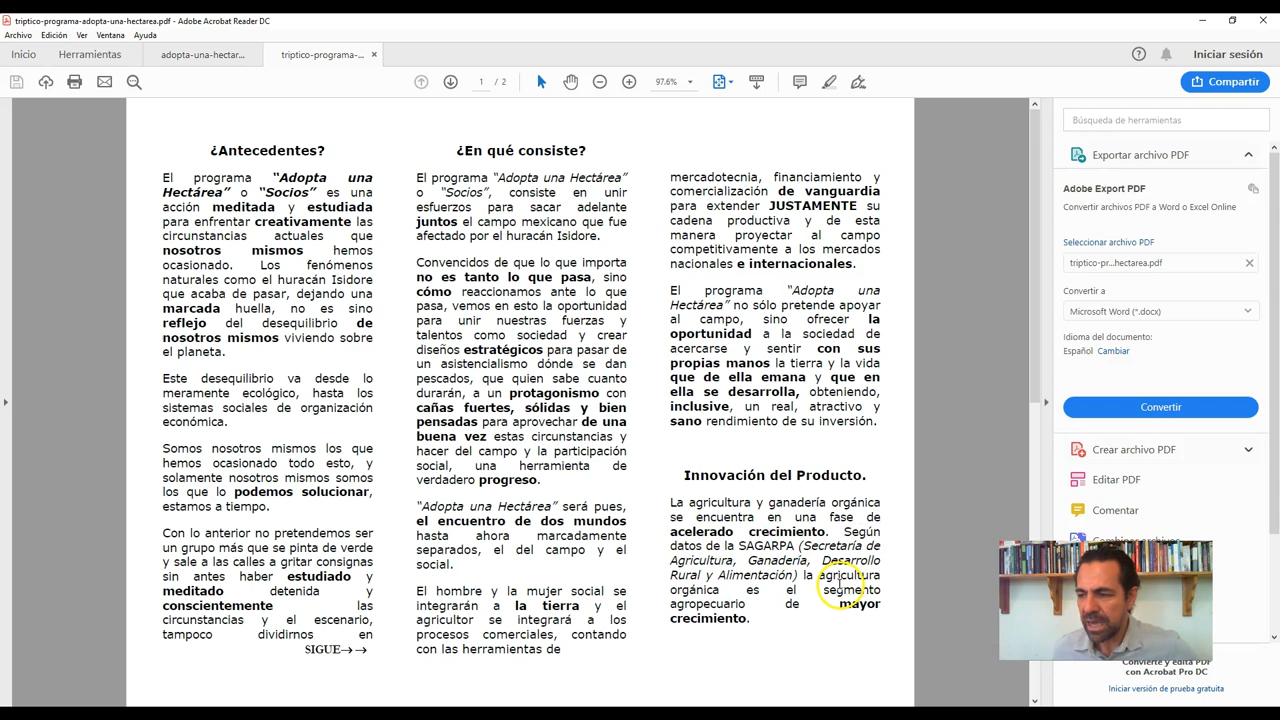 triptico-programa-adopta-una-hectarea.pdf - Adobe Acrobat Reader DC
Archivo Edición Ver Ventana Ayuda
Inicio Herramientas adopta-una-hectar... triptico-programa-... × Iniciar sesión
1 / 2 97.6% Compartir
¿Antecedentes?
El programa “Adopta una
Hectárea” o “Socios” es una
acción meditada y estudiada
para enfrentar creativamente las
circunstancias actuales que
nosotros mismos hemos
ocasionado. Los fenómenos
naturales como el huracán Isidore
que acaba de pasar, dejando una
marcada huella, no es sino
reflejo del desequilibrio de
nosotros mismos viviendo sobre
el planeta.
Este desequilibrio va desde lo
meramente ecológico, hasta los
sistemas sociales de organización
económica.
Somos nosotros mismos los que
hemos ocasionado todo esto, y
solamente nosotros mismos somos
los que lo podemos solucionar,
estamos a tiempo.
Con lo anterior no pretendemos ser
un grupo más que se pinta de verde
y sale a las calles a gritar consignas
sin antes haber estudiado y
meditado detenida y
conscientemente las
circunstancias y el escenario,
tampoco dividirnos en
SIGUE→→
¿En qué consiste?
El programa “Adopta una Hectárea”
o “Socios”, consiste en unir
esfuerzos para sacar adelante
juntos el campo mexicano que fue
afectado por el huracán Isidore.
Convencidos de que lo que importa
no es tanto lo que pasa, sino
cómo reaccionamos ante lo que
pasa, vemos en esto la oportunidad
para unir nuestras fuerzas y
talentos como sociedad y crear
diseños estratégicos para pasar de
un asistencialismo dónde se dan
pescados, que quien sabe cuanto
durarán, a un protagonismo con
cañas fuertes, sólidas y bien
pensadas para aprovechar de una
buena vez estas circunstancias y
hacer del campo y la participación
social, una herramienta de
verdadero progreso.
“Adopta una Hectárea” será pues,
el encuentro de dos mundos
hasta ahora marcadamente
separados, el del campo y el
social.
El hombre y la mujer social se
integrarán a la tierra y el
agricultor se integrará a los
procesos comerciales, contando
con las herramientas de
mercadotecnia, financiamiento y
comercialización de vanguardia
para extender JUSTAMENTE su
cadena productiva y de esta
manera proyectar al campo
competitivamente a los mercados
nacionales e internacionales.
El programa “Adopta una
Hectárea” no sólo pretende apoyar
al campo, sino ofrecer la
oportunidad a la sociedad de
acercarse y sentir con sus
propias manos la tierra y la vida
que de ella emana y que en
ella se desarrolla, obteniendo,
inclusive, un real, atractivo y
sano rendimiento de su inversión.
Innovación del Producto.
La agricultura y ganadería orgánica
se encuentra en una fase de
acelerado crecimiento. Según
datos de la SAGARPA (Secretaría de
Agricultura, Ganadería, Desarrollo
Rural y Alimentación) la agricultura
orgánica es el segmento
agropecuario de mayor
crecimiento.
Búsqueda de herramientas
Exportar archivo PDF
Adobe Export PDF
Convertir archivos PDF a Word o Excel Online
Seleccionar archivo PDF
triptico-pr...hectarea.pdf
Convertir a
Microsoft Word (*.docx)
Idioma del documento:
Español Cambiar
Convertir
Crear archivo PDF
Editar PDF
Comentar
Convierte y edita PDF
con Acrobat Pro DC
Iniciar versión de prueba gratuita